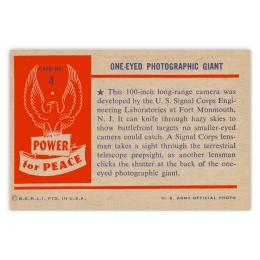 CARD NO.
4
POWER
for PEACE
ONE-EYED PHOTOGRAPHIC GIANT
★ This 100-inch long-range camera was
developed by the U. S. Signal Corps Engi-
neering Laboratories at Fort Monmouth,
N. J. It can knife through hazy skies to
show battlefront targets no smaller-eyed
camera could catch. A Signal Corps lens-
man takes a sight through the terrestrial
telescope peepsight, as another lensman
clicks the shutter at the back of the one-
eyed photographic giant.
© B.G.H.L.I. PTD. IN U.S.A.
U. S. ARMY OFFICIAL PHOTO